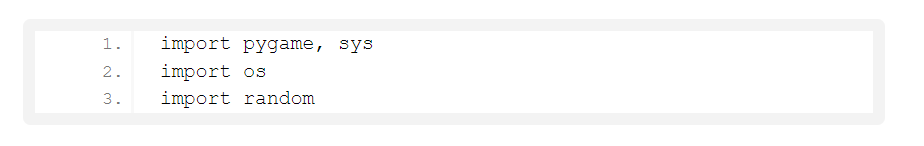 1. import pygame, sys
2. import os
3. import random